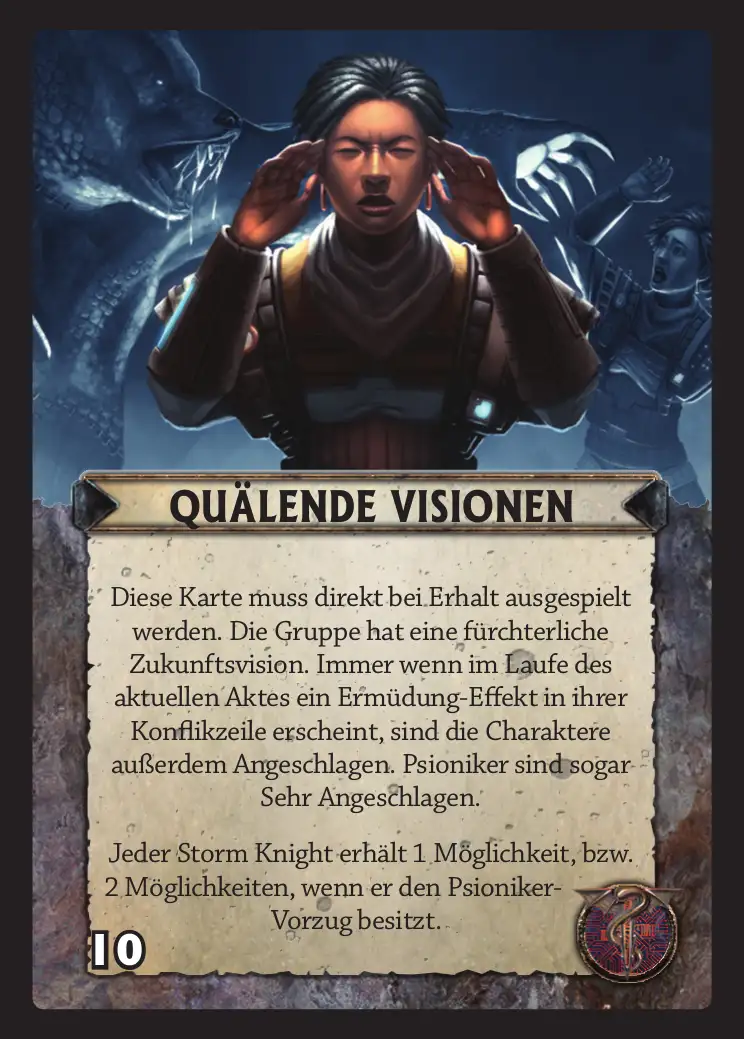 QUÄLENDE VISIONEN
Diese Karte muss direkt bei Erhalt ausgespielt
werden. Die Gruppe hat eine fürchterliche
Zukunftsvision. Immer wenn im Laufe des
aktuellen Aktes ein Ermüdung-Effekt in ihrer
Konflikzeile erscheint, sind die Charaktere
außerdem Angeschlagen. Psioniker sind sogar
Sehr Angeschlagen.
Jeder Storm Knight erhält 1 Möglichkeit, bzw.
2 Möglichkeiten, wenn er den Psioniker-
Vorzug besitzt.
10